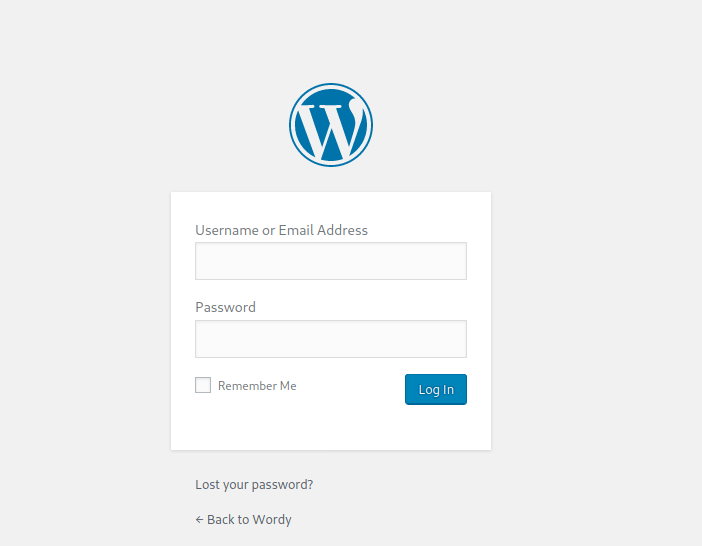 Username or Email Address
Password
Remember Me
Log In
Lost your password?
← Back to Wordy